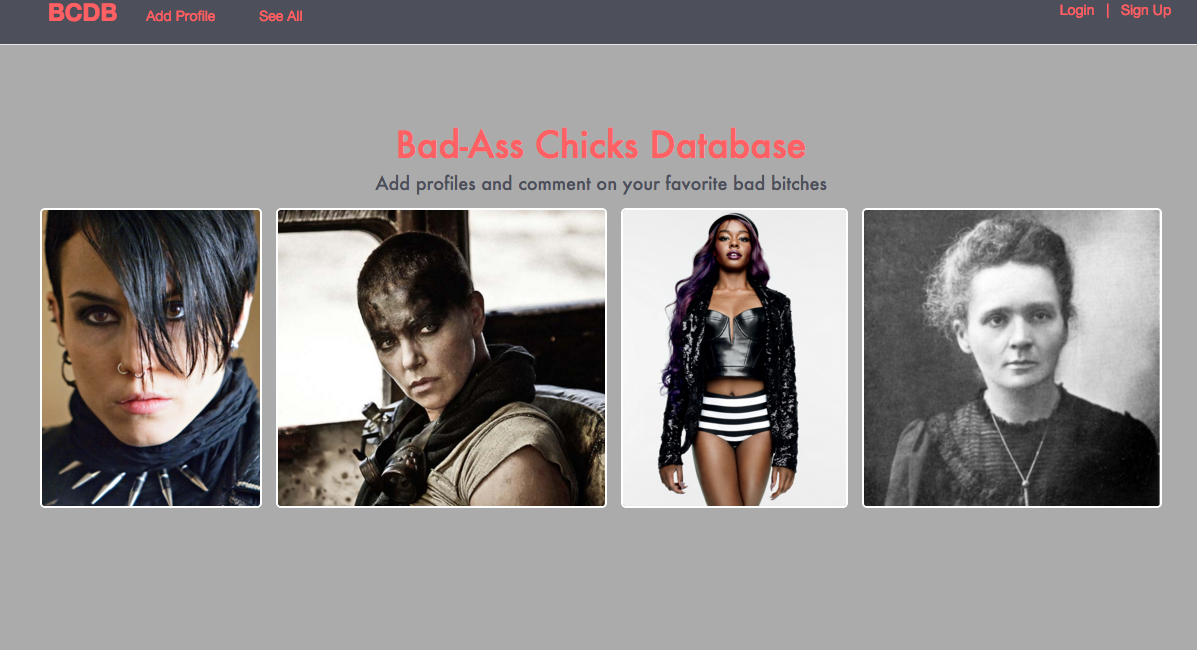 BCDB Add Profile See All Login | Sign Up
Bad-Ass Chicks Database
Add profiles and comment on your favorite bad bitches